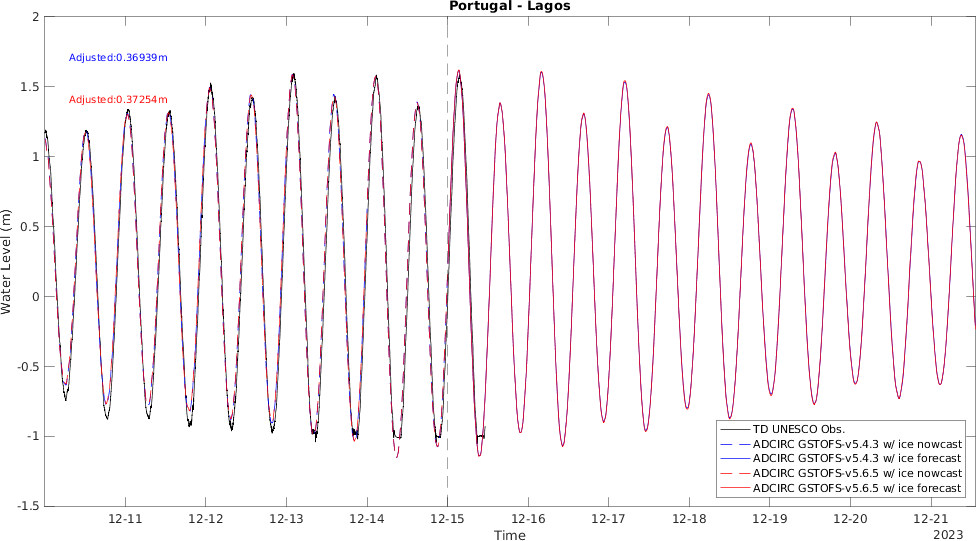 Portugal - Lagos
2
1.5
1
0.5
0
-0.5
-1
-1.5
Water Level (m)
Adjusted:0.36939m
Adjusted:0.37254m
TD UNESCO Obs.
ADCIRC GSTOFS-v5.4.3 w/ ice nowcast
ADCIRC GSTOFS-v5.4.3 w/ ice forecast
ADCIRC GSTOFS-v5.6.5 w/ ice nowcast
ADCIRC GSTOFS-v5.6.5 w/ ice forecast
12-11 12-12 12-13 12-14 12-15 12-16 12-17 12-18 12-19 12-20 12-21
Time
2023